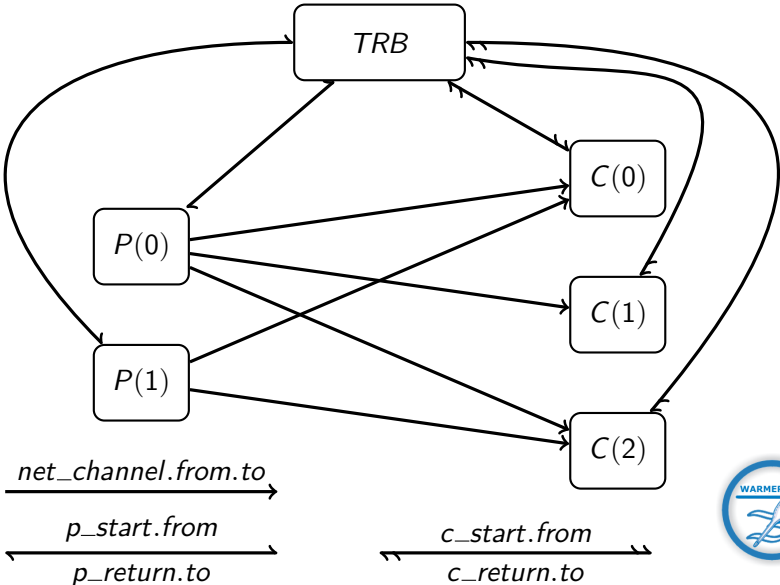 TRB
C(0)
P(0)
C(1)
P(1)
C(2)
net_channel.from.to
p_start.from
p_return.to
c_start.from
c_return.to